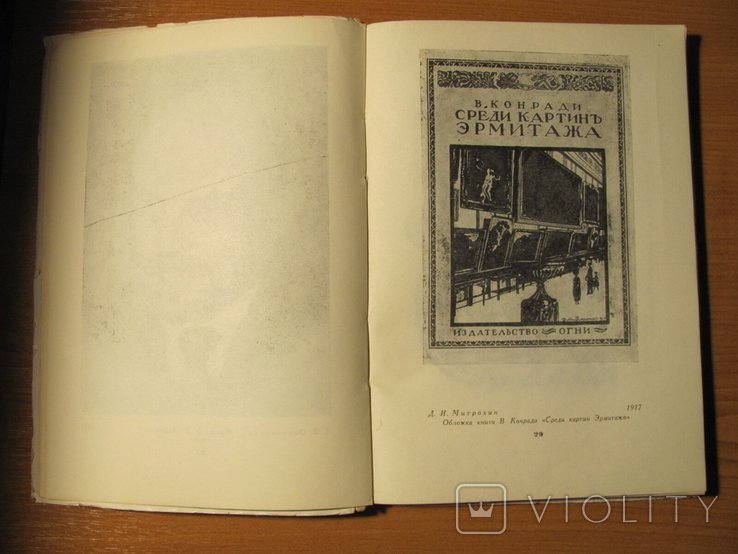 В. КОНРАДИ
СРЕДИ КАРТИНЪ
ЭРМИТАЖА
ИЗДАТЕЛЬСТВО ОГНИ
Д. И. Митрохин 1917
Обложка книги В Конради «Среди картин Эрмитажа»
29
VIOLITY